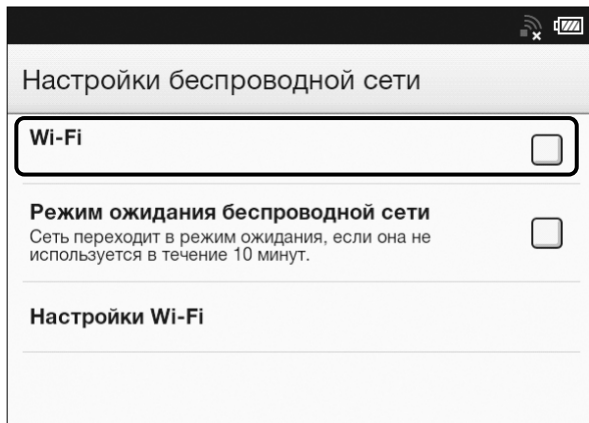 Настройки беспроводной сети
Wi-Fi
Режим ожидания беспроводной сети
Сеть переходит в режим ожидания, если она не
используется в течение 10 минут.
Настройки Wi-Fi